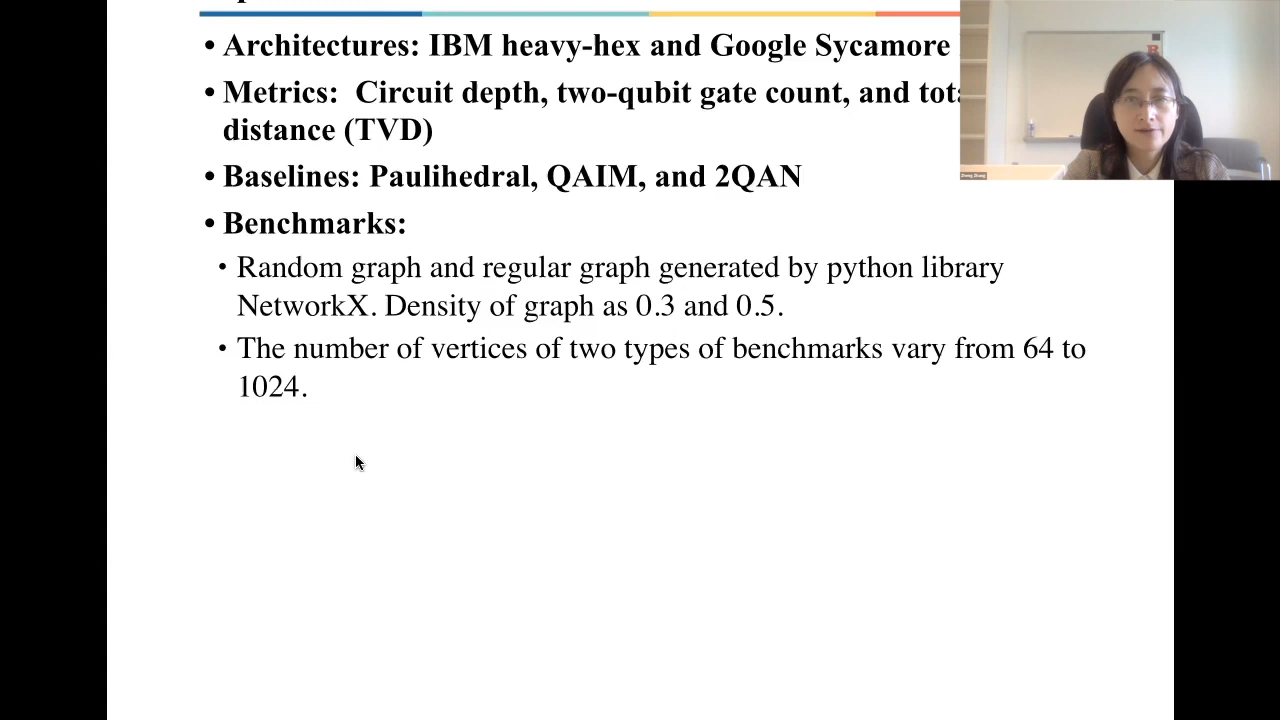 • Architectures: IBM heavy-hex and Google Sycamore
• Metrics: Circuit depth, two-qubit gate count, and
distance (TVD)
• Baselines: Paulihedral, QAIM, and 2QAN
• Benchmarks:
• Random graph and regular graph generated by python library
NetworkX. Density of graph as 0.3 and 0.5.
• The number of vertices of two types of benchmarks vary from 64 to
1024.